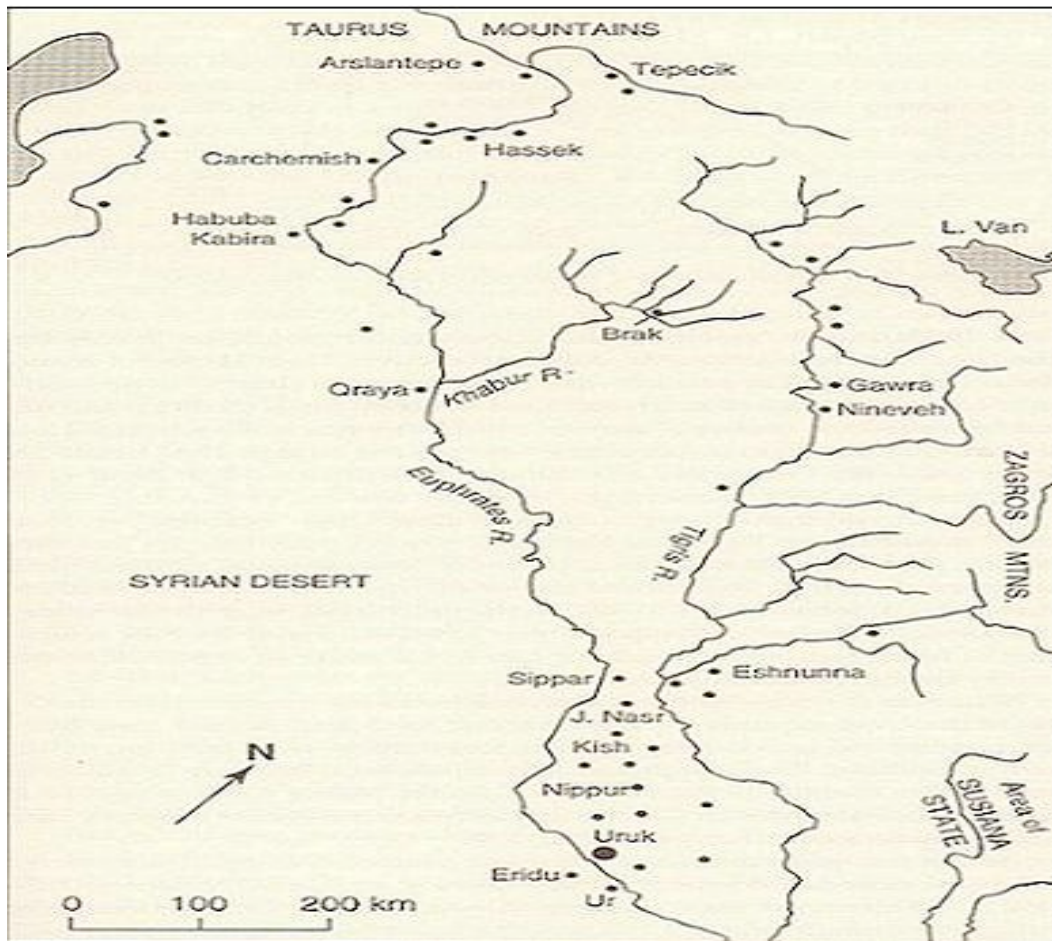 TAURUS MOUNTAINS
Arslantepe
Tepecik
Hassek
Carchemish
Habuba
Kabira
L. Van
Brak
Khabur R.
Qraya
Gawra
Nineveh
Euphrates R.
Tigris R.
ZAGROS MTNS.
SYRIAN DESERT
Sippar
Eshnunna
J. Nasr
N
Kish
Nippur
Area of
SUSIANA
STATE
Uruk
Eridu
Ur
0 100 200 km